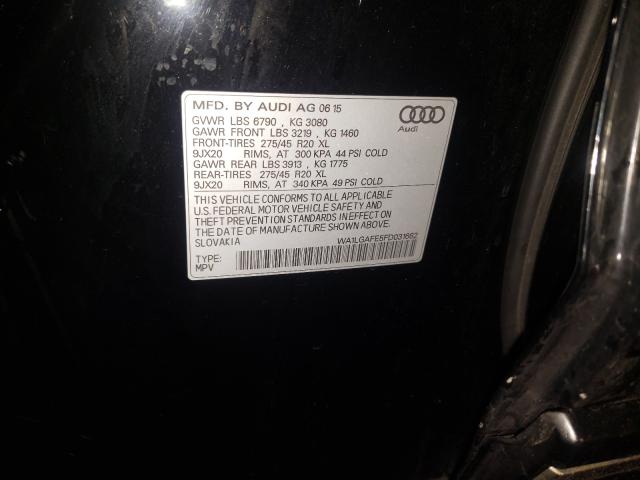 MFD. BY AUDI AG 06 15
GVWR LBS 6790 , KG 3080
GAWR FRONT LBS 3219 , KG 1460
FRONT-TIRES 275/45 R20 XL
9JX20 RIMS, AT 300 KPA 44 PSI COLD
GAWR REAR LBS 3913 , KG 1775
REAR-TIRES 275/45 R20 XL
9JX20 RIMS, AT 340 KPA 49 PSI COLD
Audi
THIS VEHICLE CONFORMS TO ALL APPLICABLE
U.S. FEDERAL MOTOR VEHICLE SAFETY AND
THEFT PREVENTION STANDARDS IN EFFECT ON
THE DATE OF MANUFACTURE SHOWN ABOVE.
SLOVAKIA
WA1LGAFE5FD031662
TYPE:
MPV